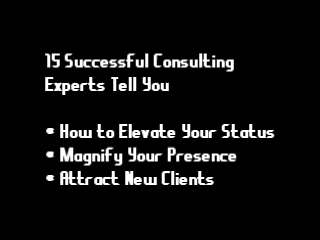 15 Successful Consulting
Experts Tell You
• How to Elevate Your Status
• Magnify Your Presence
• Attract New Clients